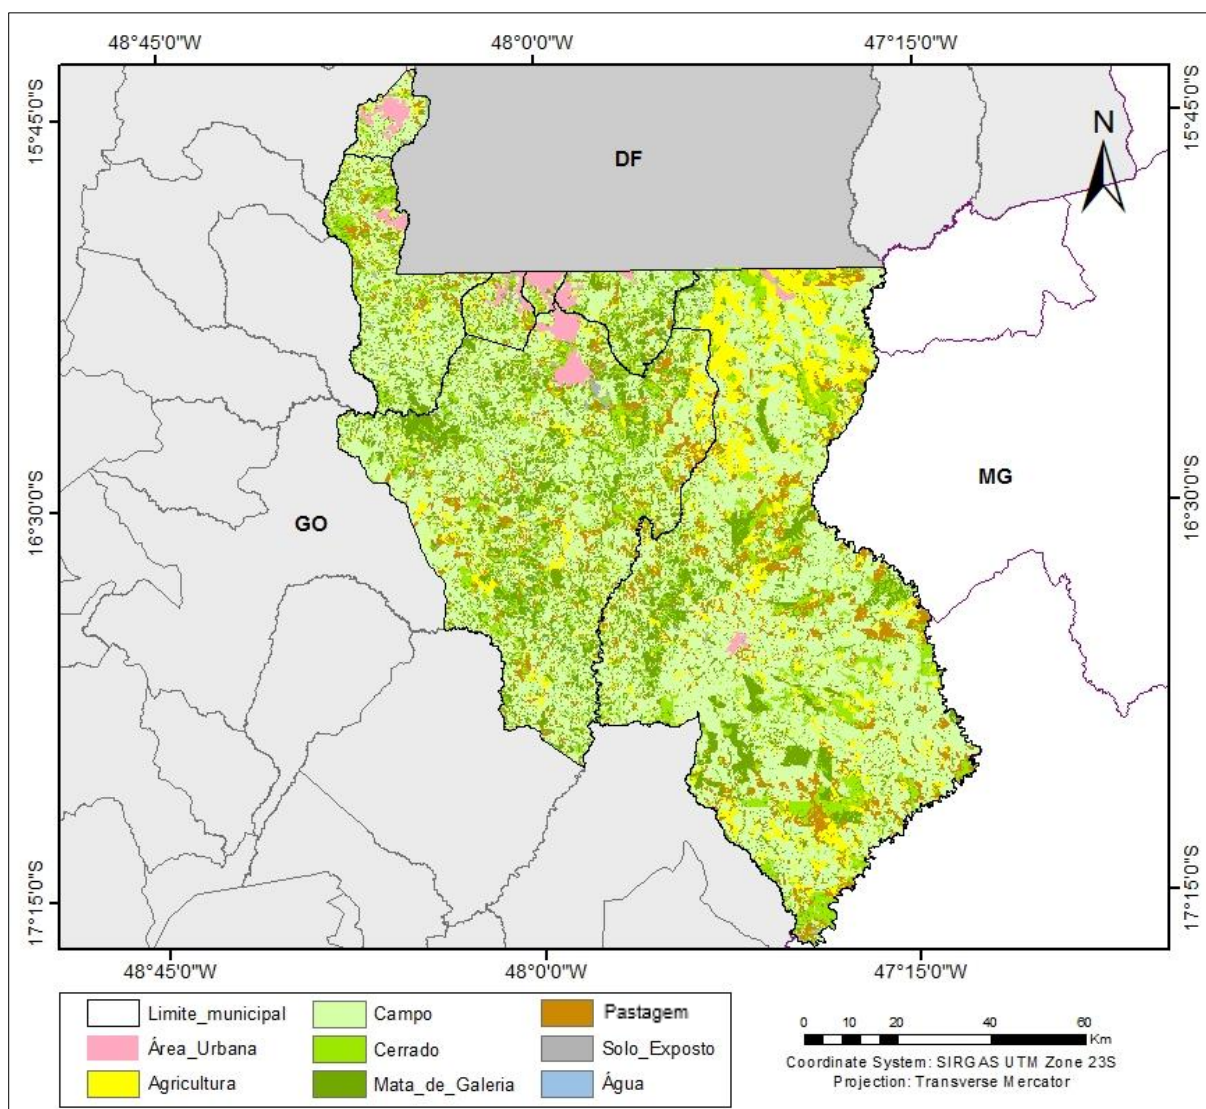 48°45'0"W 48°0'0"W 47°15'0"W
15°45'0"S 15°45'0"S
N
DF
MG
16°30'0"S 16°30'0"S
GO
17°15'0"S 17°15'0"S
48°45'0"W 48°0'0"W 47°15'0"W
Limite_municipal Campo Pastagem
Área_Urbana Cerrado Solo_Exposto
Agricultura Mata_de_Galeria Água
0 10 20 40 60
Km
Coordinate System: SIRGAS UTM Zone 23S
Projection: Transverse Mercator